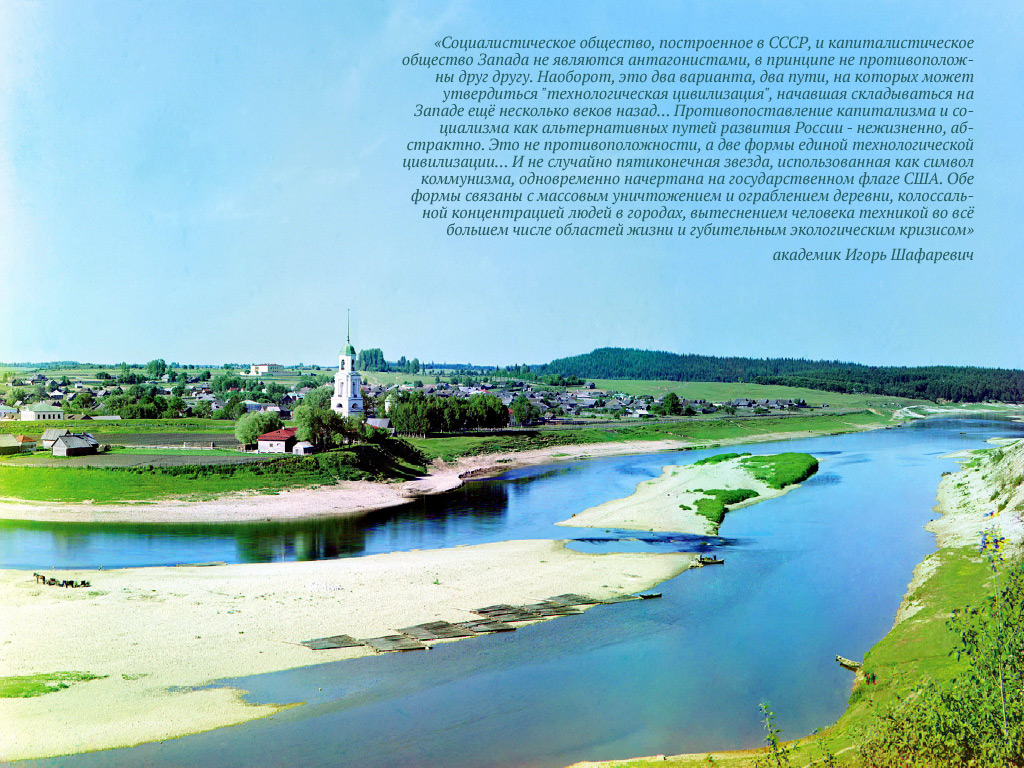 «Социалистическое общество, построенное в СССР, и капиталистическое
общество Запада не являются антагонистами, в принципе не противополож-
ны друг другу. Наоборот, это два варианта, два пути, на которых может
утвердиться "технологическая цивилизация", начавшая складываться на
Западе ещё несколько веков назад... Противопоставление капитализма и со-
циализма как альтернативных путей развития России - нежизненно, аб-
страктно. Это не противоположности, а две формы единой технологической
цивилизации... И не случайно пятиконечная звезда, использованная как символ
коммунизма, одновременно начертана на государственном флаге США. Обе
формы связаны с массовым уничтожением и ограблением деревни, колоссаль-
ной концентрацией людей в городах, вытеснением человека техникой во всё
большем числе областей жизни и губительным экологическим кризисом»
академик Игорь Шафаревич